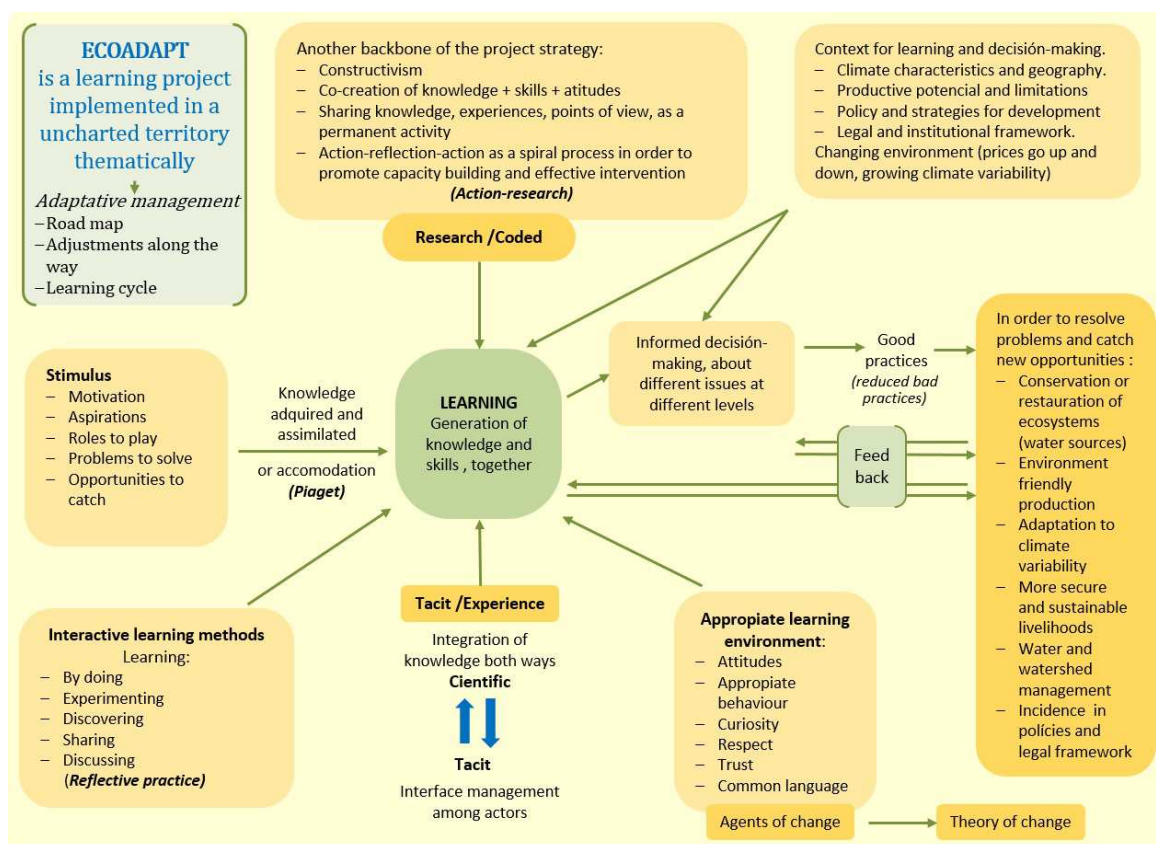 ECOADAPT
is a learning project
implemented in a
uncharted territory
thematically
Adaptative management
– Road map
– Adjustments along the
way
– Learning cycle
Another backbone of the project strategy:
– Constructivism
– Co-creation of knowledge + skills + atitudes
– Sharing knowledge, experiences, points of view, as a
permanent activity
– Action-reflection-action as a spiral process in order to
promote capacity building and effective intervention
(Action-research)
Research /Coded
Context for learning and decisión-making.
– Climate characteristics and geography.
– Productive potencial and limitations
– Policy and strategies for development
– Legal and institutional framework.
Changing environment (prices go up and
down, growing climate variability)
Stimulus
– Motivation
– Aspirations
– Roles to play
– Problems to solve
– Opportunities to
catch
Knowledge
adquired and
assimilated
or accomodation
(Piaget)
LEARNING
Generation of
knowledge and
skills , together
Informed decisión-
making, about
different issues at
different levels
Good
practices
(reduced bad
practices)
Feed
back
In order to resolve
problems and catch
new opportunities :
– Conservation or
restauration of
ecosystems
(water sources)
– Environment
friendly
production
– Adaptation to
climate
variability
– More secure
and sustainable
livelihoods
– Water and
watershed
management
– Incidence in
polícies and
legal framework
Interactive learning methods
Learning:
– By doing
– Experimenting
– Discovering
– Sharing
– Discussing
(Reflective practice)
Tacit /Experience
Integration of
knowledge both ways
Cientific
Tacit
Interface management
among actors
Appropiate learning
environment:
– Attitudes
– Appropiate
behaviour
– Curiosity
– Respect
– Trust
– Common language
Agents of change
Theory of change